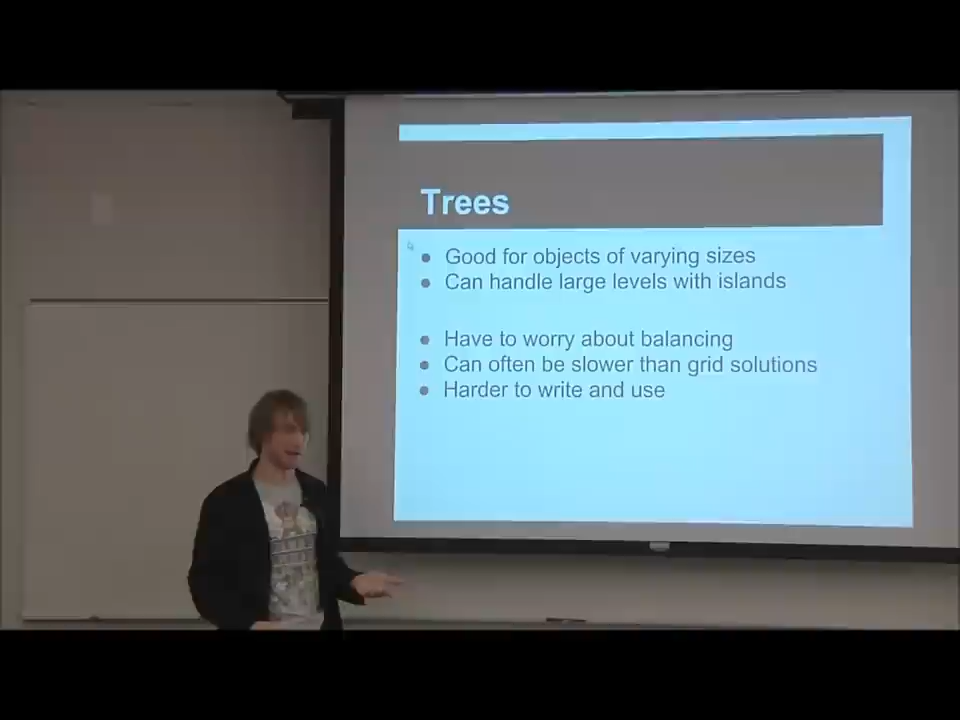 Trees
Good for objects of varying sizes
Can handle large levels with islands
Have to worry about balancing
Can often be slower than grid solutions
Harder to write and use